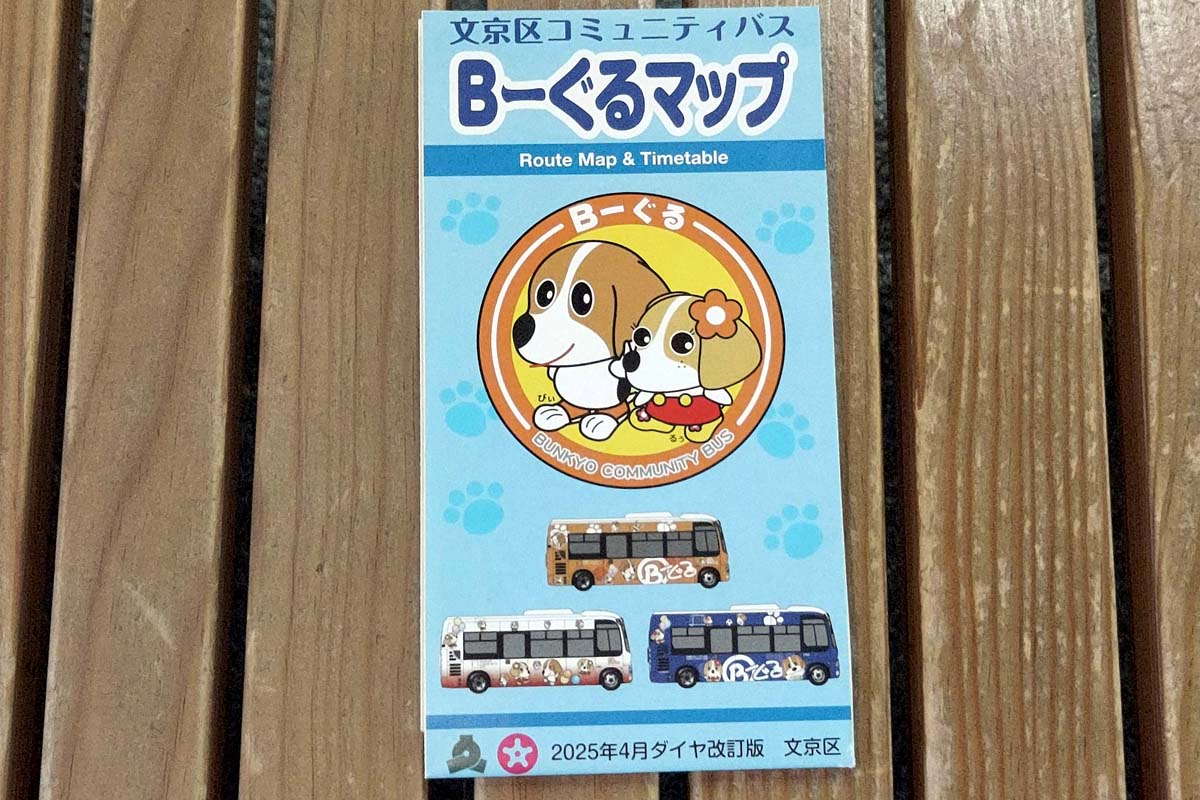 文京区コミュニティバス
Bーぐるマップ
Route Map & Timetable
Bーぐる
びぃ
るぅ
BUNKYO COMMUNITY BUS
Bーぐる
Bーぐる
2025年4月ダイヤ改訂版 文京区